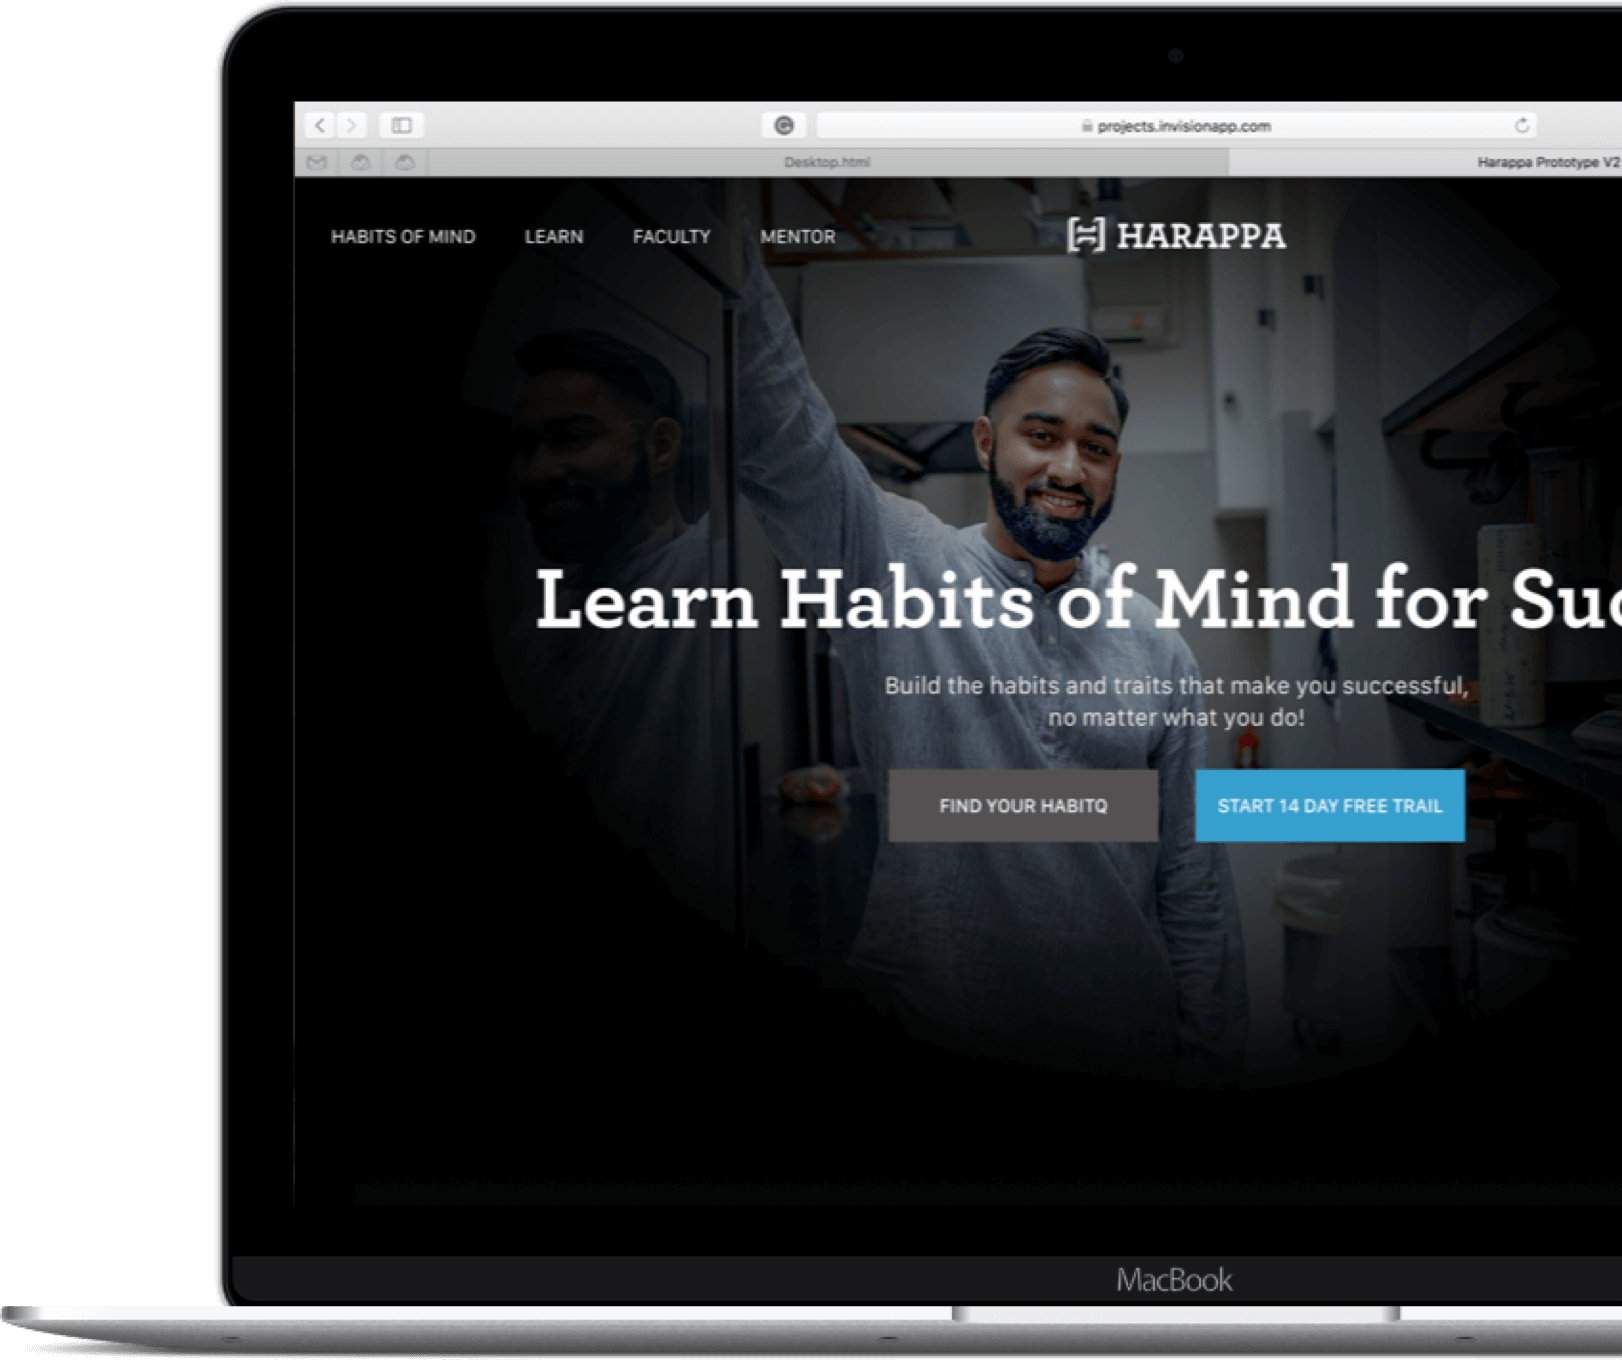 projects.invisionapp.com
Desktop.html
Harappa Prototype V2
HABITS OF MIND LEARN FACULTY MENTOR
HARAPPA
Learn Habits of Mind for Suc
Build the habits and traits that make you successful,
no matter what you do!
FIND YOUR HABITQ
START 14 DAY FREE TRAIL
MacBook